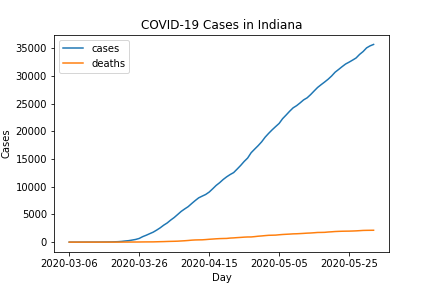 COVID-19 Cases in Indiana
cases
deaths
35000
30000
25000
20000
15000
10000
5000
0
Cases
2020-03-06 2020-03-26 2020-04-15 2020-05-05 2020-05-25
Day